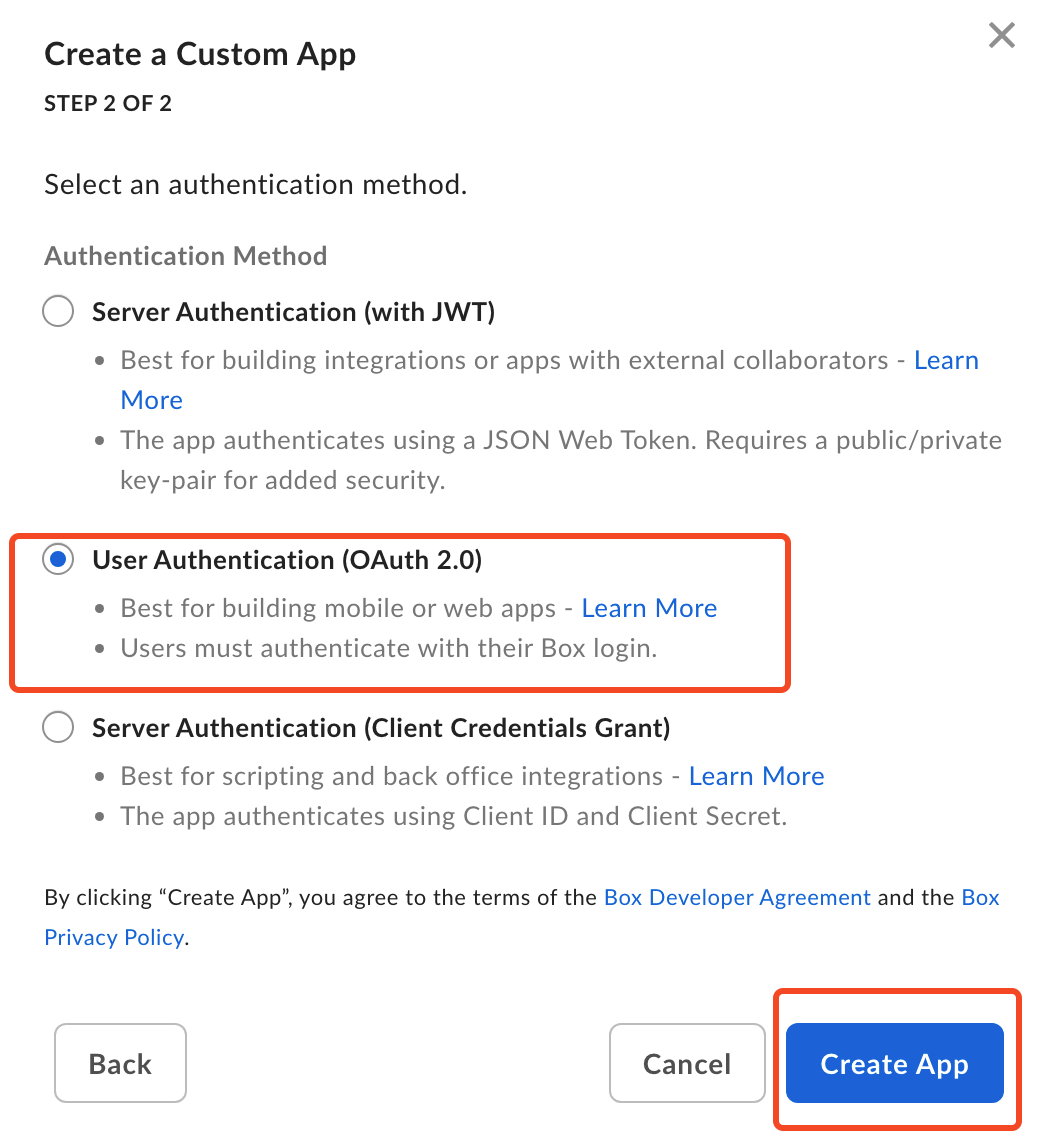 Create a Custom App
STEP 2 OF 2
Select an authentication method.
Authentication Method
Server Authentication (with JWT)
• Best for building integrations or apps with external collaborators - Learn
More
• The app authenticates using a JSON Web Token. Requires a public/private
key-pair for added security.
User Authentication (OAuth 2.0)
• Best for building mobile or web apps - Learn More
• Users must authenticate with their Box login.
Server Authentication (Client Credentials Grant)
• Best for scripting and back office integrations - Learn More
• The app authenticates using Client ID and Client Secret.
By clicking “Create App”, you agree to the terms of the Box Developer Agreement and the Box
Privacy Policy.
Back
Cancel
Create App